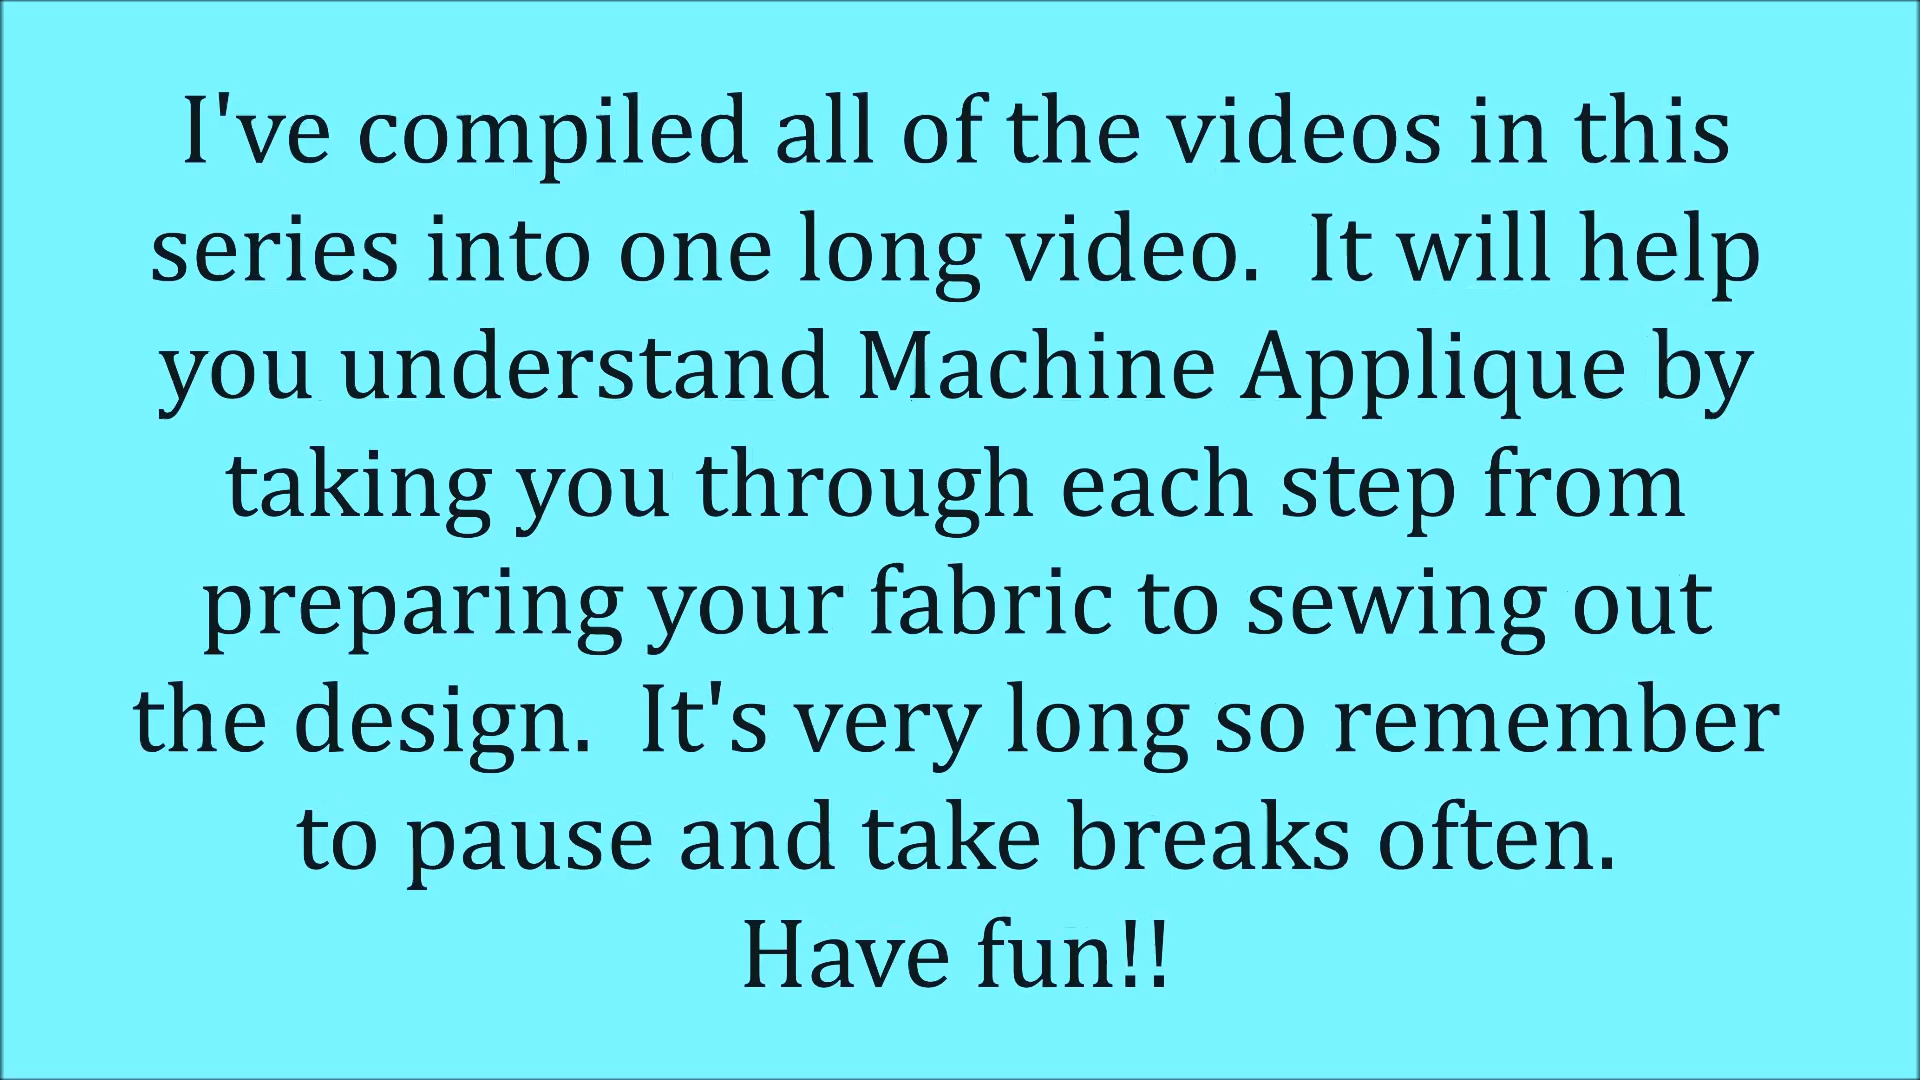 I've compiled all of the videos in this
series into one long video.  It will help
you understand Machine Applique by
taking you through each step from
preparing your fabric to sewing out
the design.  It's very long so remember
to pause and take breaks often.
Have fun!!